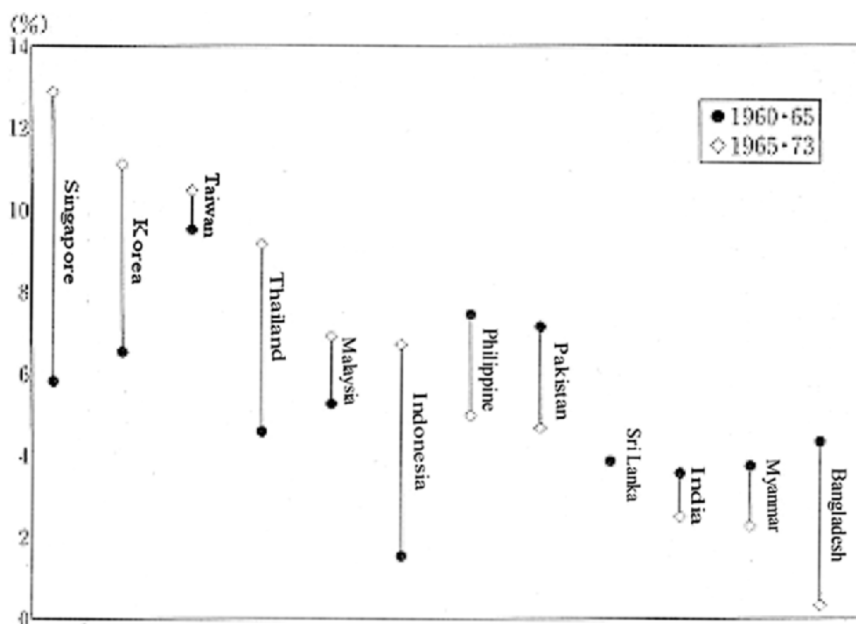 (%)
14
12
10
8
6
4
2
0
1960・65
1965・73
Singapore
Korea
Taiwan
Thailand
Malaysia
Indonesia
Philippine
Pakistan
Sri Lanka
India
Myanmar
Bangladesh